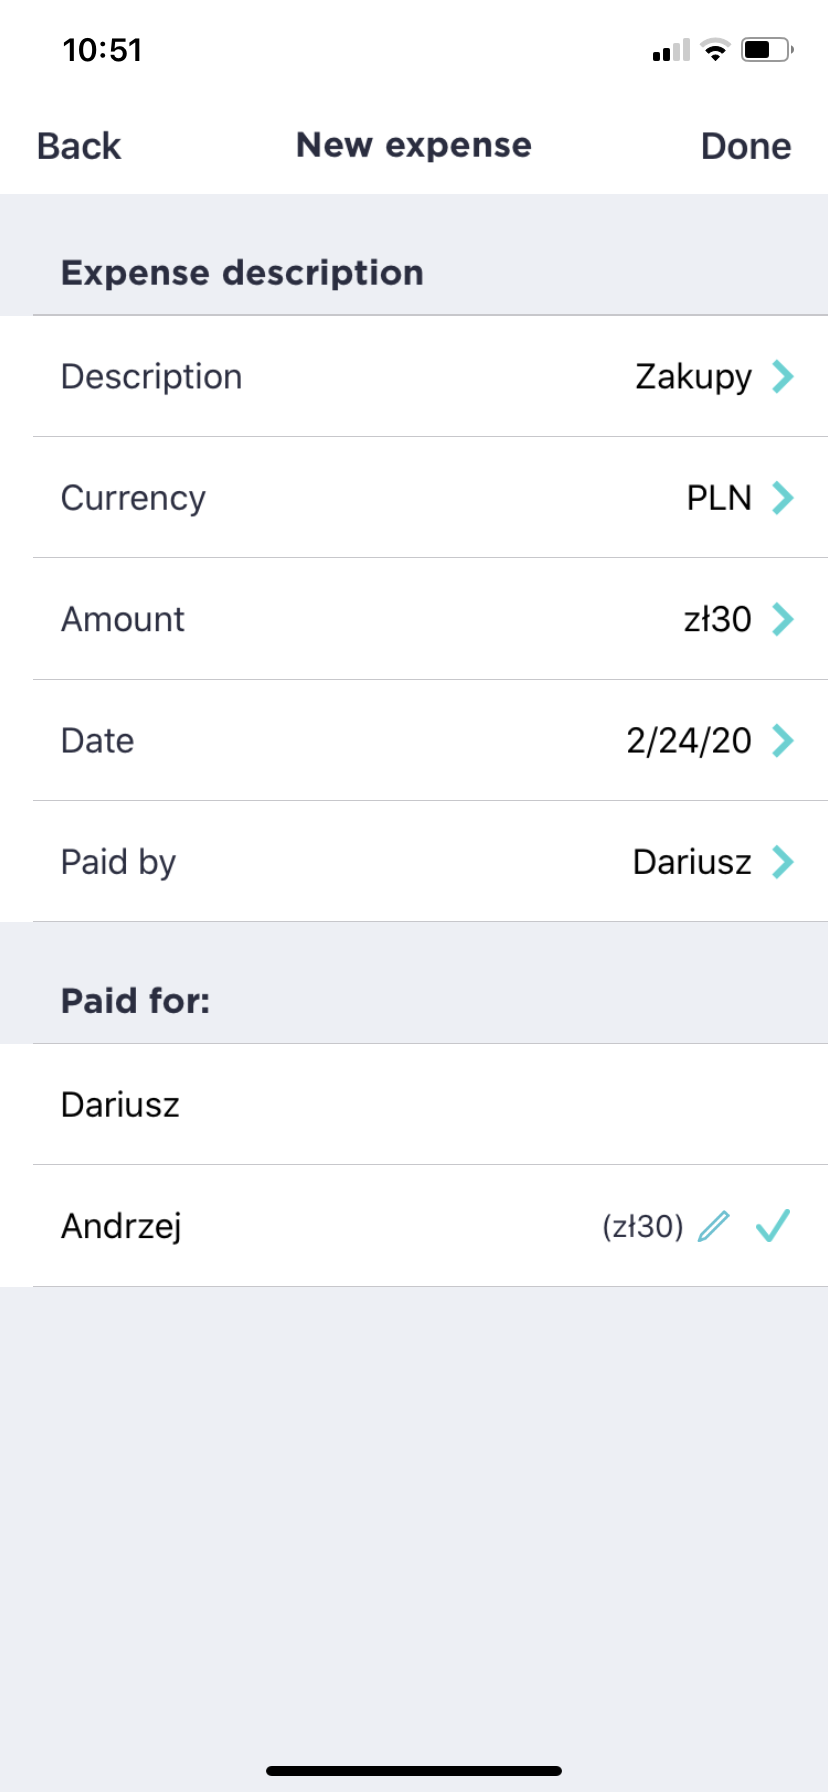 10:51
Back New expense Done
Expense description
Description Zakupy
Currency PLN
Amount zł30
Date 2/24/20
Paid by Dariusz
Paid for:
Dariusz
Andrzej (zł30)